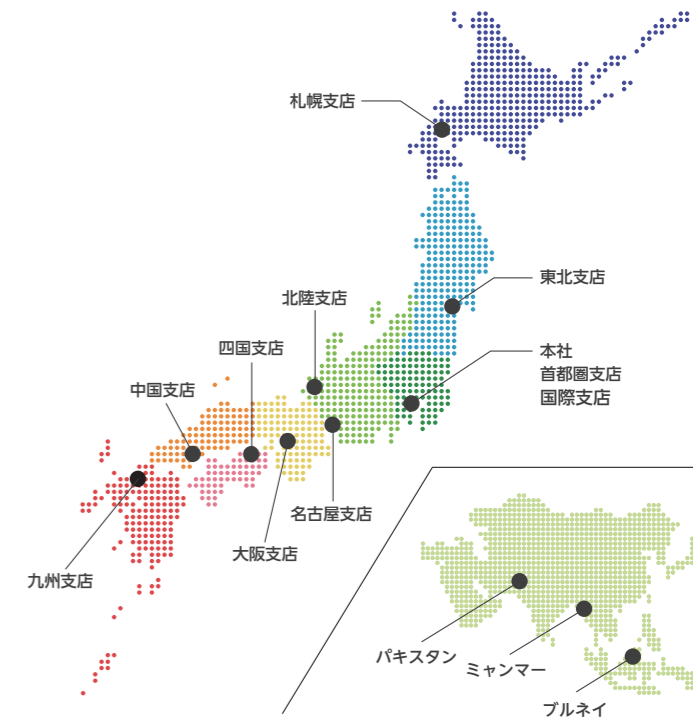 札幌支店
東北支店
北陸支店
四国支店
本社
首都圏支店
国際支店
中国支店
名古屋支店
大阪支店
九州支店
パキスタン
ミャンマー
ブルネイ